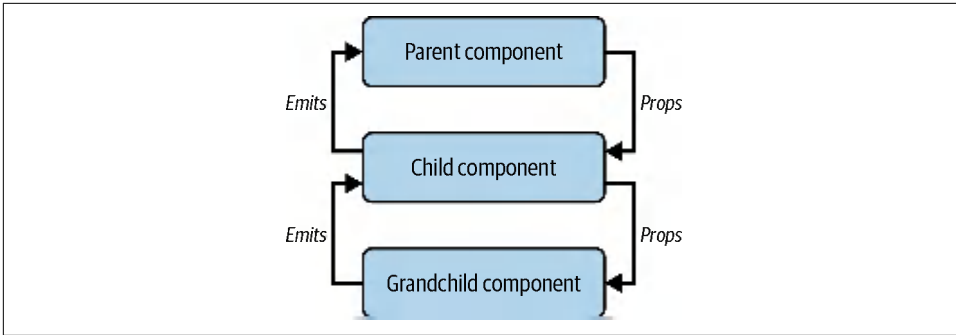 Parent component
Emits
Props
Child component
Emits
Props
Grandchild component